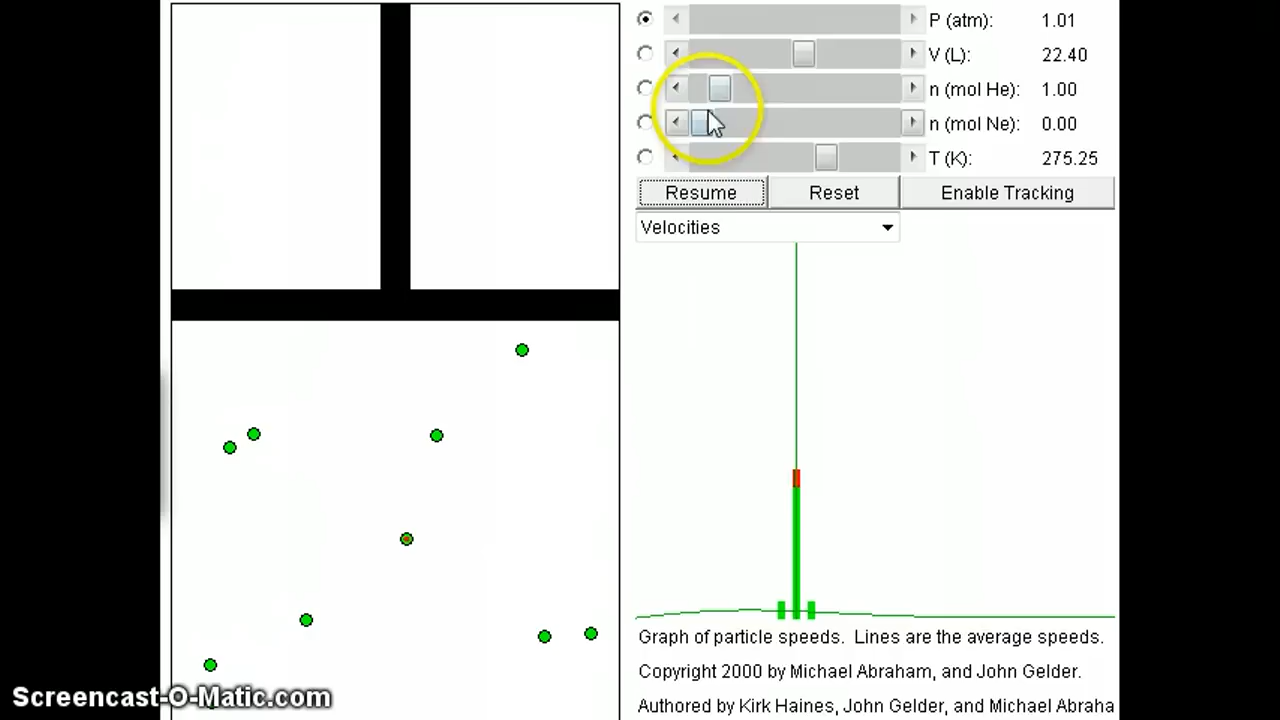 P (atm): 1.01
V (L): 22.40
n (mol He): 1.00
n (mol Ne): 0.00
T (K): 275.25
Resume Reset Enable Tracking
Velocities
Graph of particle speeds. Lines are the average speeds.
Copyright 2000 by Michael Abraham, and John Gelder.
Authored by Kirk Haines, John Gelder, and Michael Abraha
Screencast-O-Matic.com